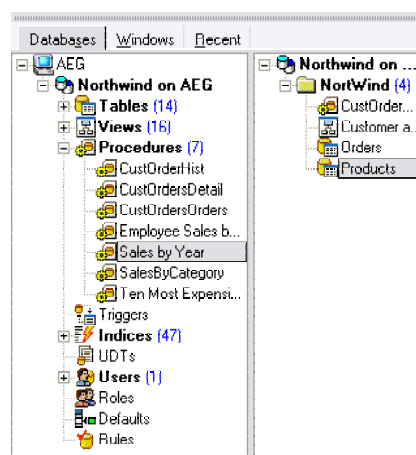 Databases Windows Recent
AEG
Northwind on AEG
Tables (14)
Views (16)
Procedures (7)
CustOrderHist
CustOrdersDetail
CustOrdersOrders
Employee Sales b...
Sales by Year
SalesByCategory
Ten Most Expensi...
Triggers
Indices (47)
UDTs
Users (1)
Roles
Defaults
Rules
Northwind on ...
NortWind (4)
CustOrder...
Customer a...
Orders
Products